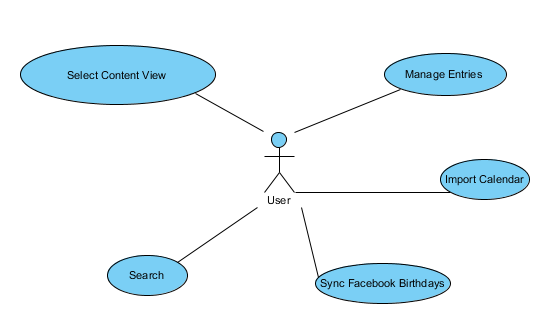 Select Content View
Manage Entries
Import Calendar
User
Search
Sync Facebook Birthdays